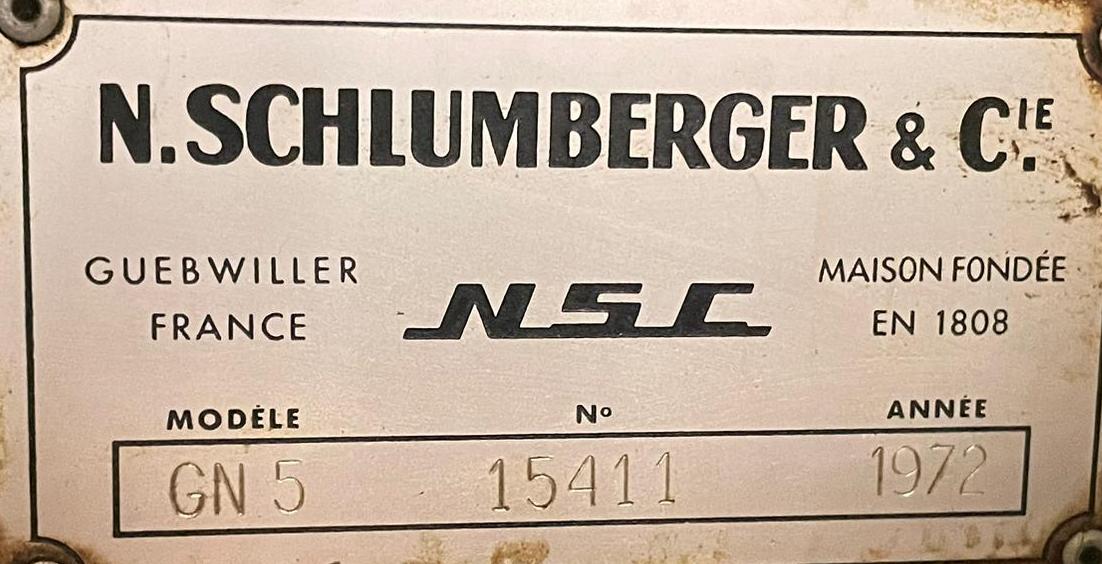 N. SCHLUMBERGER & CIE.
GUEBWILLER
FRANCE
NSC
MAISON FONDÉE
EN 1808
MODÈLE Nº ANNÉE
GN 5 15411 1972